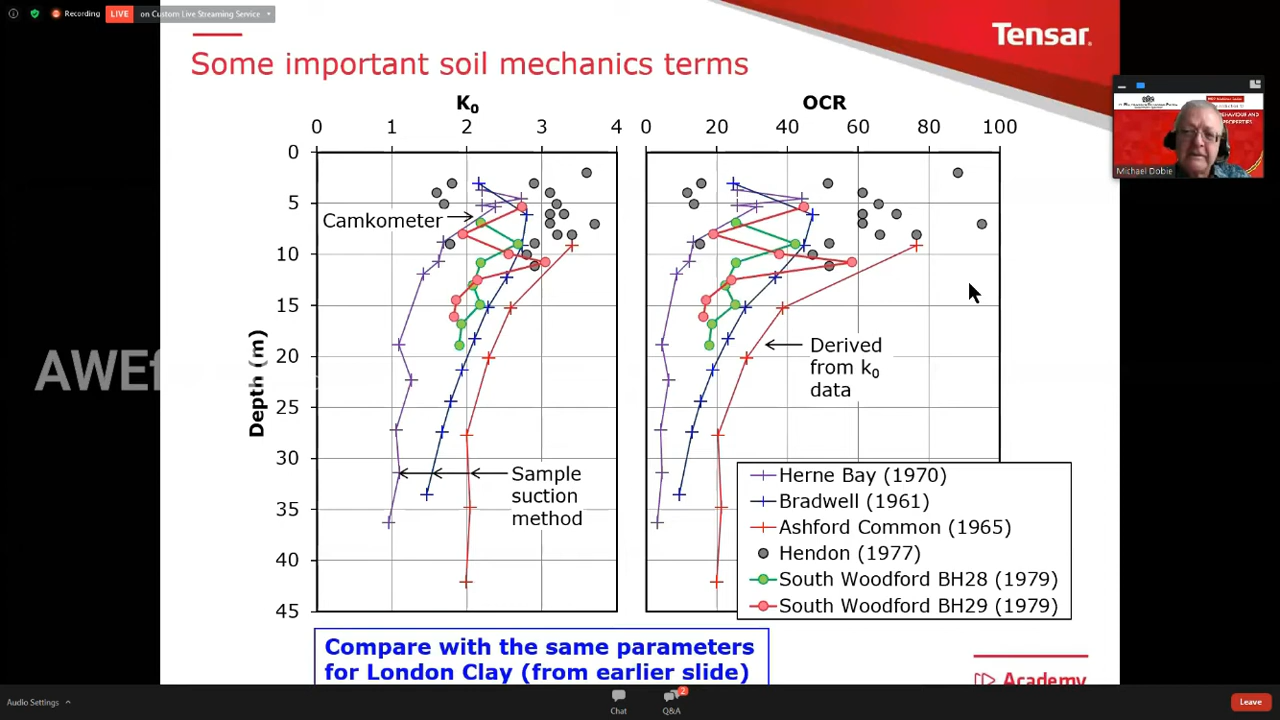 Recording
LIVE
on Custom Live Streaming Service
Tensar.
Some important soil mechanics terms
K0
OCR
0 1 2 3 4
0 20 40 60 80 100
0
5
10
15
20
25
30
35
40
45
Depth (m)
Camkometer
Sample
suction
method
Derived
from k0
data
Herne Bay (1970)
Bradwell (1961)
Ashford Common (1965)
Hendon (1977)
South Woodford BH28 (1979)
South Woodford BH29 (1979)
Compare with the same parameters
for London Clay (from earlier slide)
Academy
Michael Dobie
Audio Settings
Chat
2
Q&A
Leave